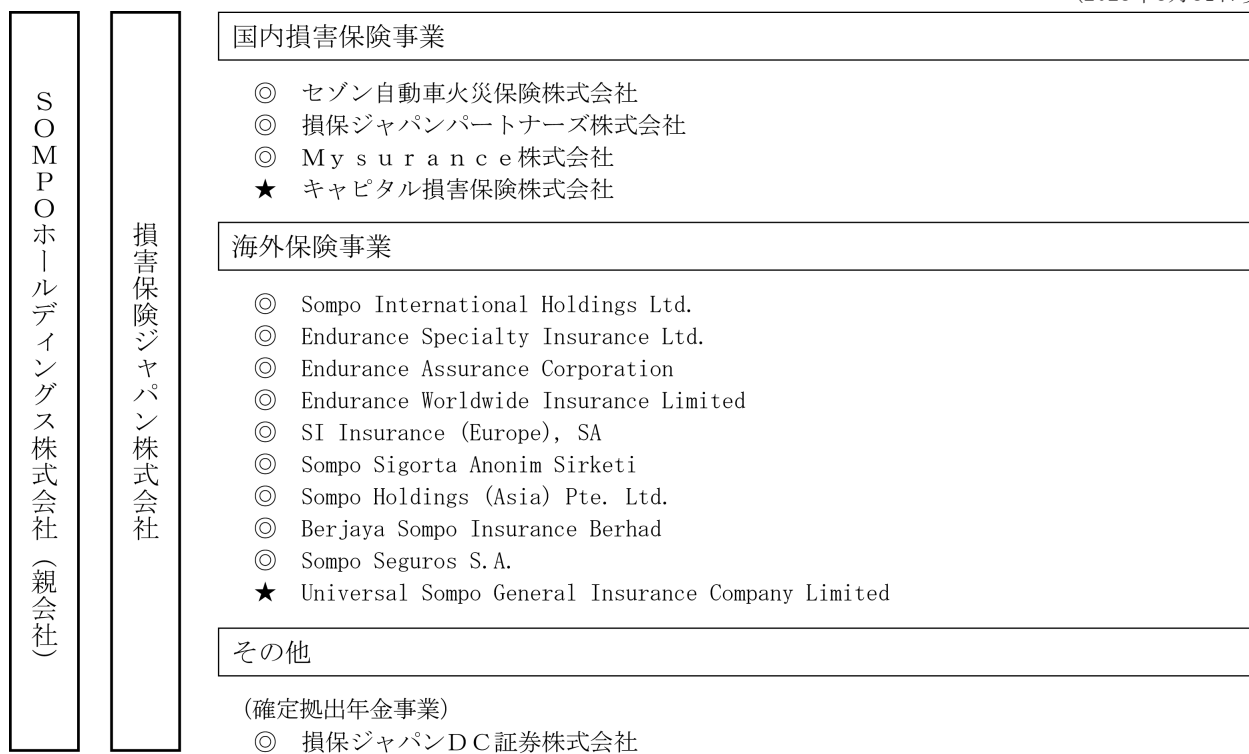 SOMPOホールディングス株式会社（親会社）
損害保険ジャパン株式会社
国内損害保険事業
◎ セゾン自動車火災保険株式会社
◎ 損保ジャパンパートナーズ株式会社
◎ Ｍｙｓｕｒａｎｃｅ株式会社
★ キャピタル損害保険株式会社
海外保険事業
◎ Sompo International Holdings Ltd.
◎ Endurance Specialty Insurance Ltd.
◎ Endurance Assurance Corporation
◎ Endurance Worldwide Insurance Limited
◎ SI Insurance (Europe), SA
◎ Sompo Sigorta Anonim Sirketi
◎ Sompo Holdings (Asia) Pte. Ltd.
◎ Berjaya Sompo Insurance Berhad
◎ Sompo Seguros S.A.
★ Universal Sompo General Insurance Company Limited
その他
（確定拠出年金事業）
◎ 損保ジャパンＤＣ証券株式会社